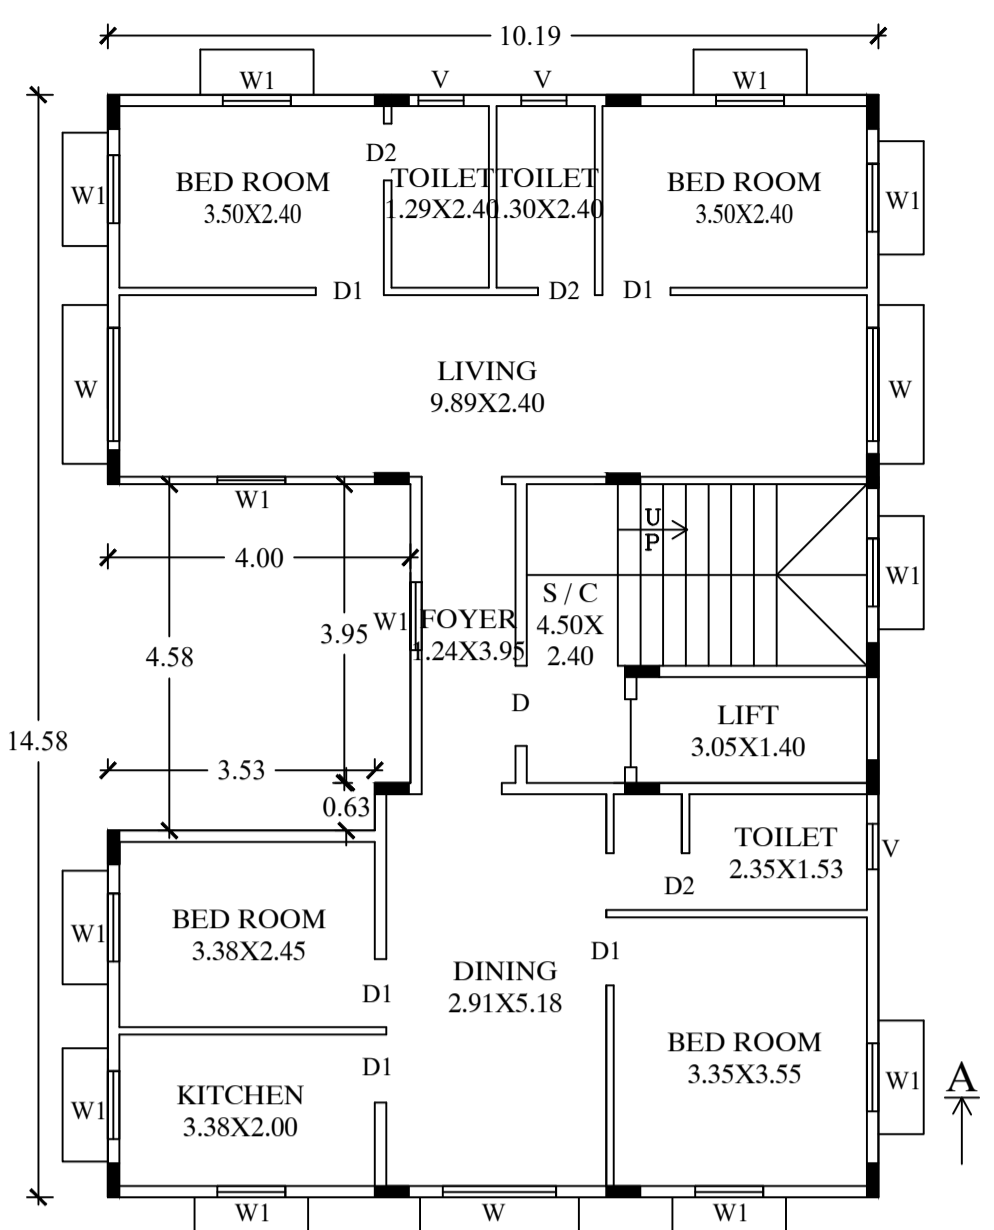 10.19
W1
V
V
W1
D2
W1
BED ROOM
3.50X2.40
TOILET
1.29X2.40
TOILET
1.30X2.40
BED ROOM
3.50X2.40
W1
D1
D2
D1
W
LIVING
9.89X2.40
W
W1
U
P
4.00
W1
S / C
4.50X
2.40
W1
FOYER
1.24X3.95
3.95
4.58
D
LIFT
3.05X1.40
14.58
3.53
0.63
TOILET
2.35X1.53
V
D2
BED ROOM
3.38X2.45
W1
D1
DINING
2.91X5.18
D1
BED ROOM
3.35X3.55
W1
A
D1
KITCHEN
3.38X2.00
W1
W1
W
W1